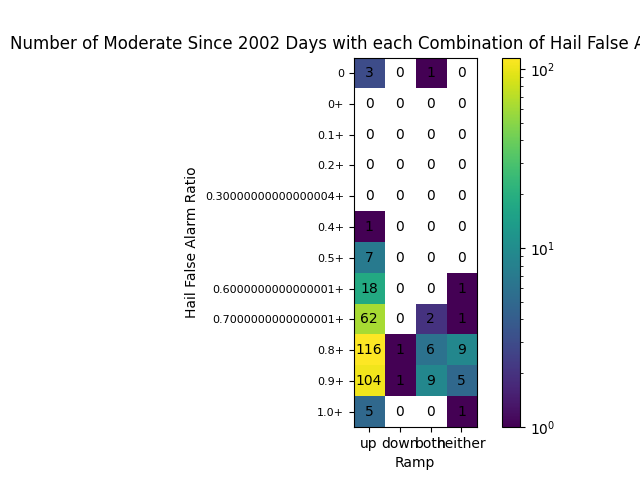 Number of Moderate Since 2002 Days with each Combination of Hail False A
Hail False Alarm Ratio
0 3 0 1 0
0+ 0 0 0 0
0.1+ 0 0 0 0
0.2+ 0 0 0 0
0.30000000000000004+ 0 0 0 0
0.4+ 1 0 0 0
0.5+ 7 0 0 0
0.6000000000000001+ 18 0 0 1
0.7000000000000001+ 62 0 2 1
0.8+ 116 1 6 9
0.9+ 104 1 9 5
1.0+ 5 0 0 1
up down both neither
Ramp
10^2
10^1
10^0